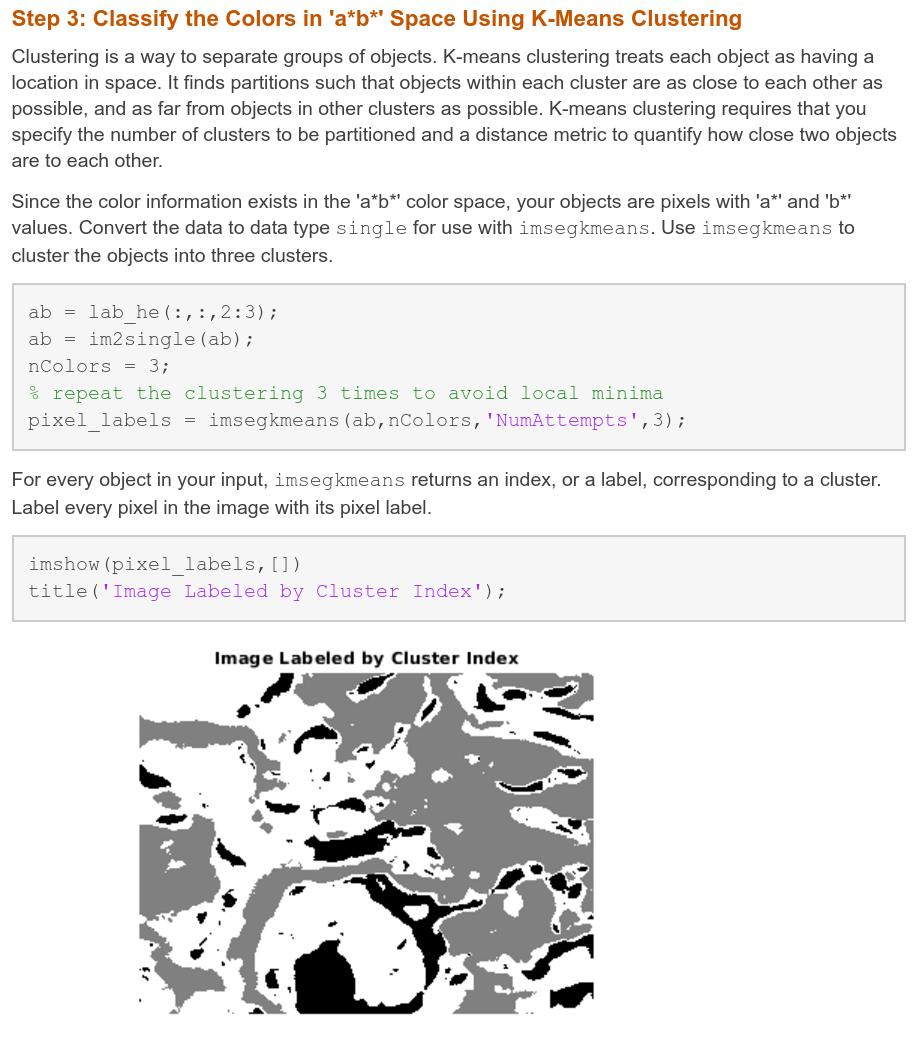 Step 3: Classify the Colors in 'a*b*' Space Using K-Means Clustering
Clustering is a way to separate groups of objects. K-means clustering treats each object as having a
location in space. It finds partitions such that objects within each cluster are as close to each other as
possible, and as far from objects in other clusters as possible. K-means clustering requires that you
specify the number of clusters to be partitioned and a distance metric to quantify how close two objects
are to each other.
Since the color information exists in the 'a*b*' color space, your objects are pixels with 'a*' and 'b*'
values. Convert the data to data type single for use with imsegkmeans. Use imsegkmeans to
cluster the objects into three clusters.
ab = lab_he(:,:,2:3);
ab = im2single(ab);
nColors = 3;
% repeat the clustering 3 times to avoid local minima
pixel_labels = imsegkmeans(ab,nColors,'NumAttempts',3);
For every object in your input, imsegkmeans returns an index, or a label, corresponding to a cluster.
Label every pixel in the image with its pixel label.
imshow(pixel_labels,[])
title('Image Labeled by Cluster Index');
Image Labeled by Cluster Index